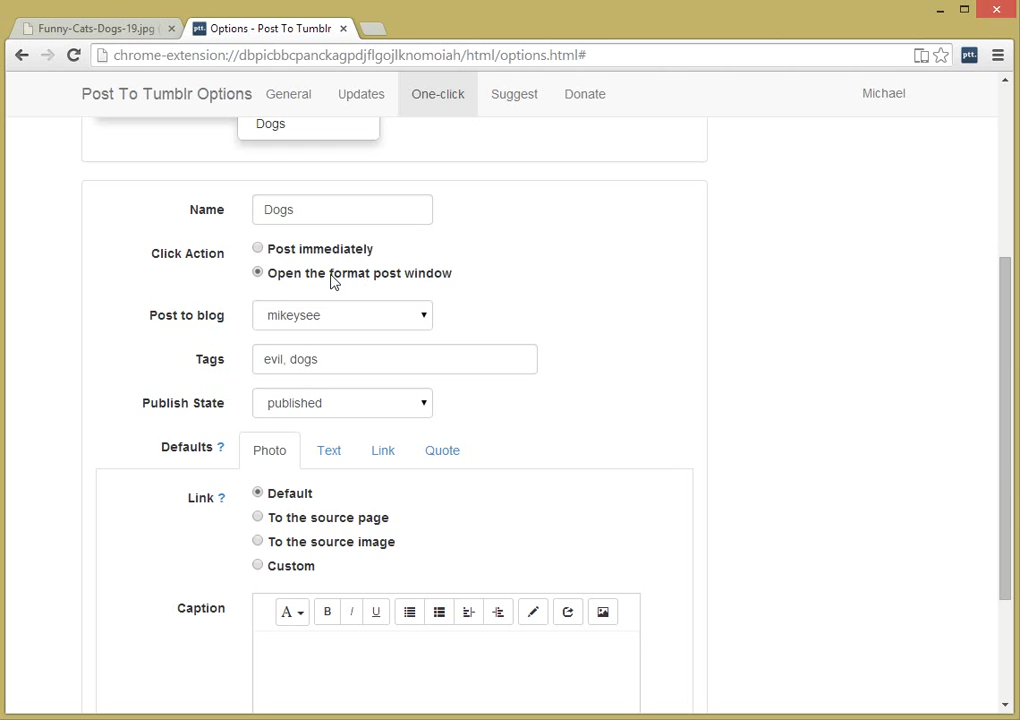 Funny-Cats-Dogs-19.jpg (
Options - Post To Tumblr
chrome-extension://dbpicbbcpanckagpdjflgojlknomoiah/html/options.html#
ptt.
Post To Tumblr Options General Updates One-click Suggest Donate Michael
Dogs
Name Dogs
Click Action Post immediately
Open the format post window
Post to blog mikeysee
Tags evil, dogs
Publish State published
Defaults ? Photo Text Link Quote
Link ? Default
To the source page
To the source image
Custom
Caption A B I U